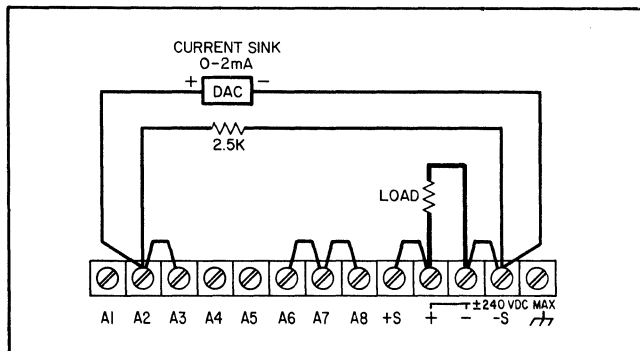 CURRENT SINK
0-2mA
+ DAC -
2.5K
LOAD
±240 VDC MAX
A1 A2 A3 A4 A5 A6 A7 A8 +S + - -S